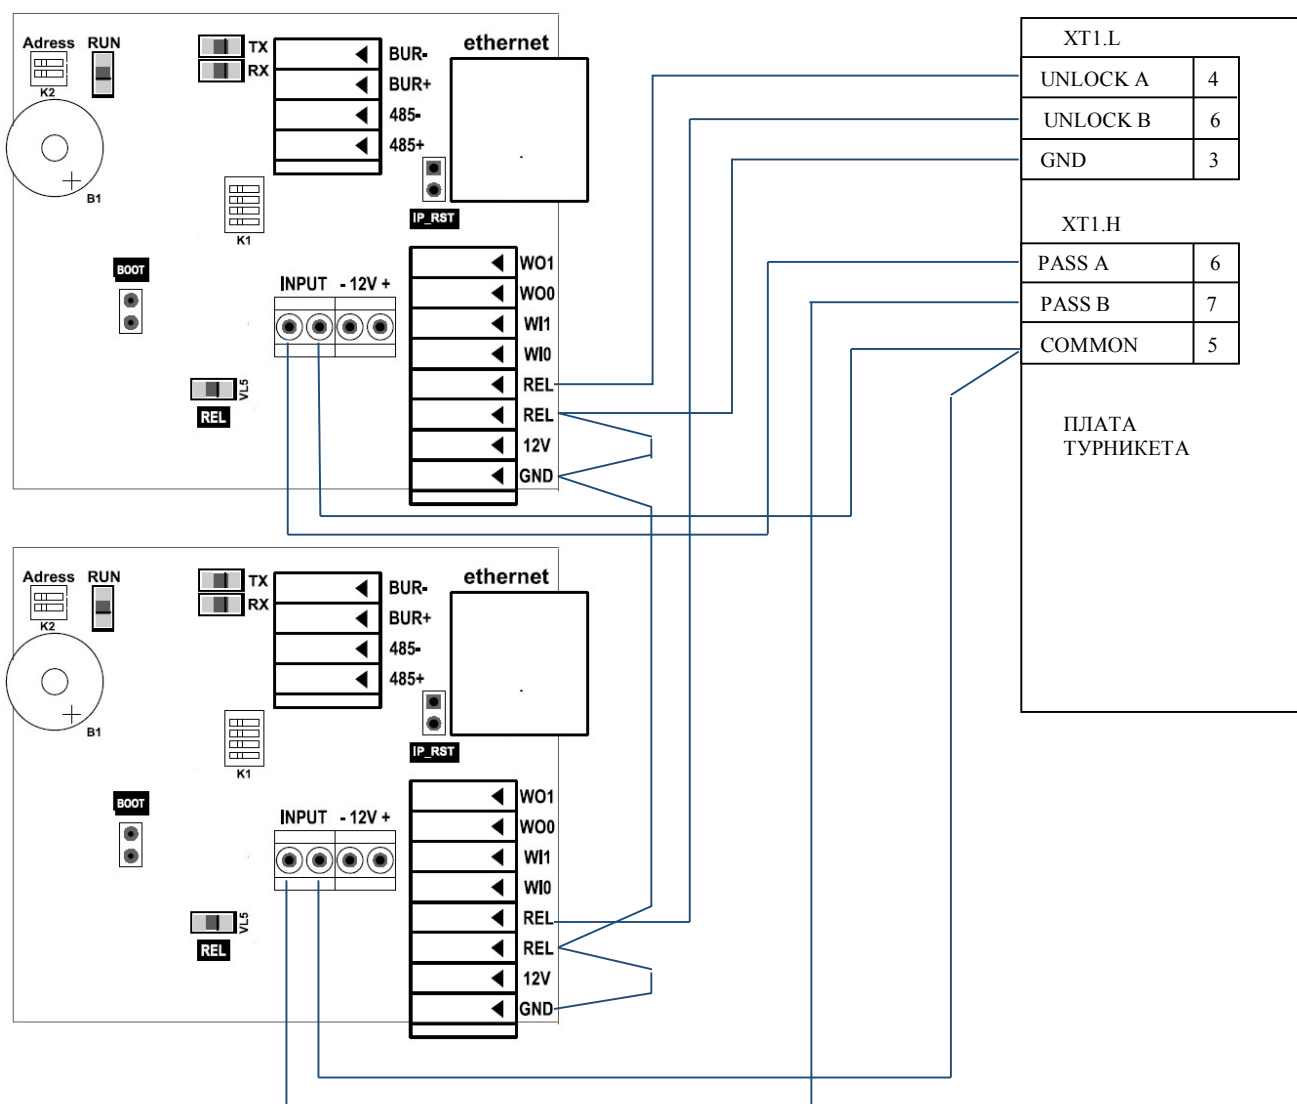 Adress RUN
K2
B1
TX
RX
BUR-
BUR+
485-
485+
ethernet
IP_RST
K1
BOOT
INPUT - 12V +
VL5
REL
WO1
WO0
WI1
WI0
REL
REL
12V
GND
Adress RUN
K2
B1
TX
RX
BUR-
BUR+
485-
485+
ethernet
IP_RST
K1
BOOT
INPUT - 12V +
VL5
REL
WO1
WO0
WI1
WI0
REL
REL
12V
GND
XT1.L
UNLOCK A 4
UNLOCK B 6
GND 3
XT1.H
PASS A 6
PASS B 7
COMMON 5
ПЛАТА
ТУРНИКЕТА